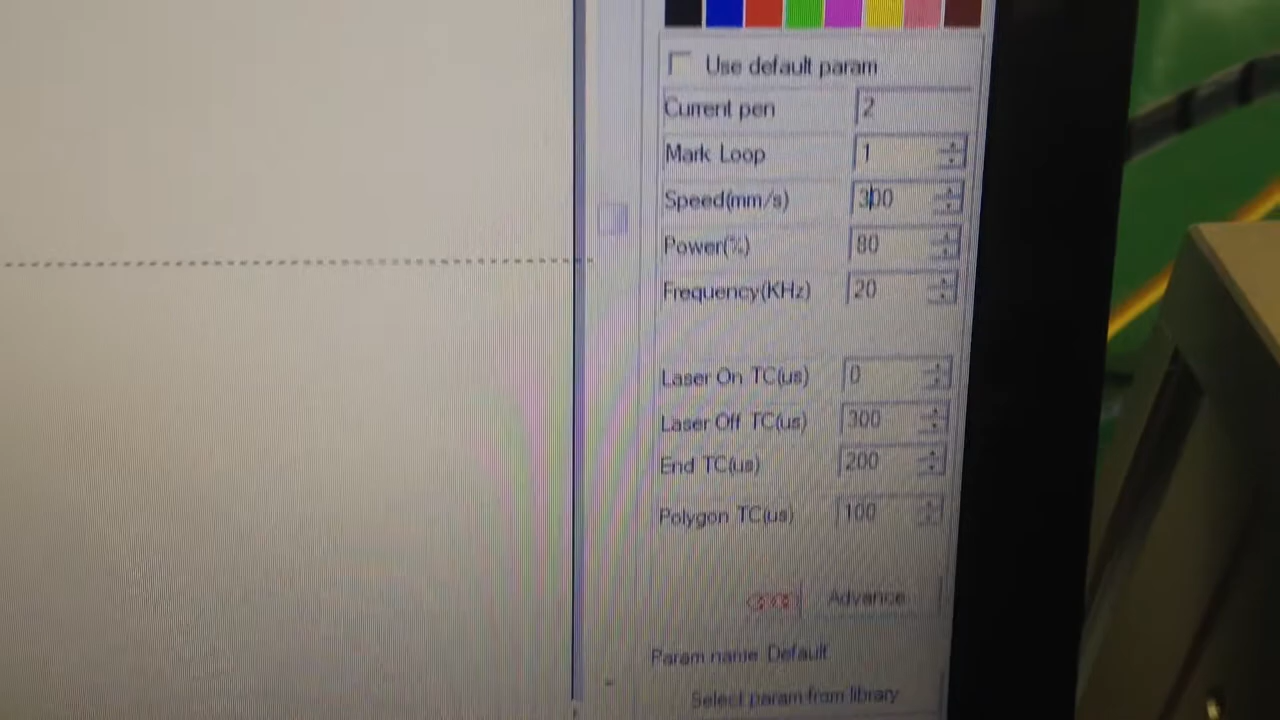 Use default param
Current pen 2
Mark Loop 1
Speed(mm/s) 300
Power(%) 80
Frequency(KHz) 20
Laser On TC(us) 0
Laser Off TC(us) 300
End TC(us) 200
Polygon TC(us) 100
Advance...
Param name Default
Select param from library